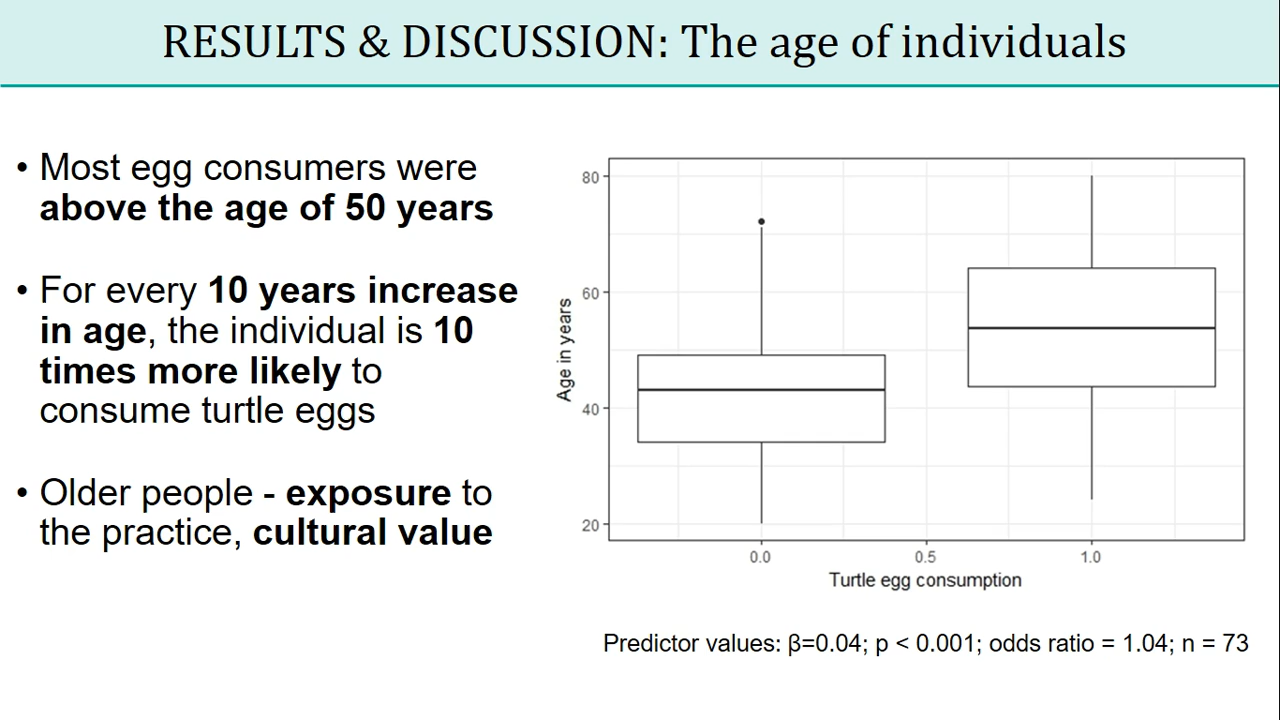 RESULTS & DISCUSSION: The age of individuals
• Most egg consumers were
above the age of 50 years
• For every 10 years increase
in age, the individual is 10
times more likely to
consume turtle eggs
• Older people - exposure to
the practice, cultural value
Age in years
80
60
40
20
0.0 0.5 1.0
Turtle egg consumption
Predictor values: β=0.04; p < 0.001; odds ratio = 1.04; n = 73